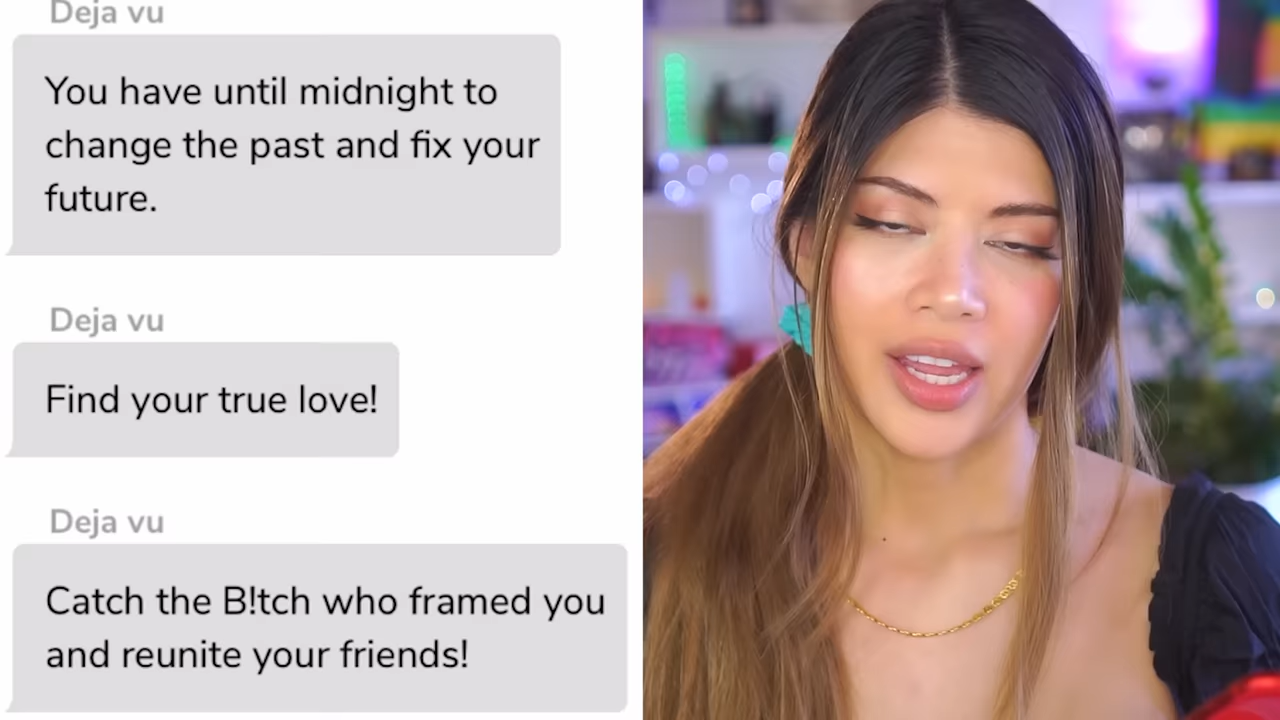 Deja vu
You have until midnight to
change the past and fix your
future.
Deja vu
Find your true love!
Deja vu
Catch the B!tch who framed you
and reunite your friends!